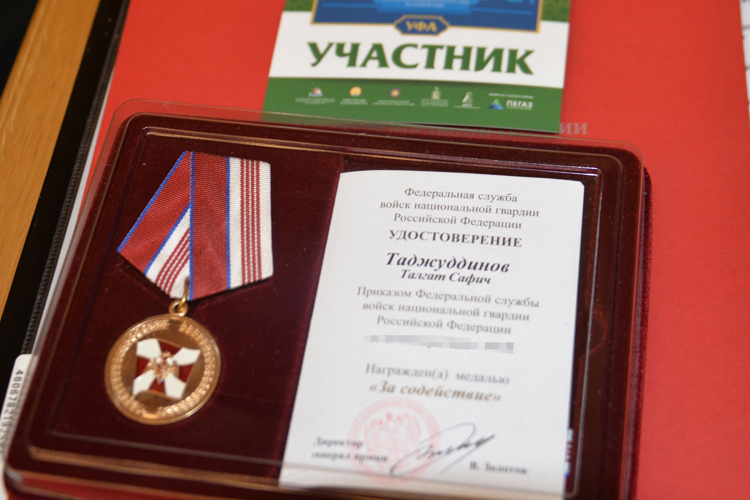 УФА
УЧАСТНИК
ПЕГАЗ
ИИ
Федеральная служба
войск национальной гвардии
Российской Федерации
УДОСТОВЕРЕНИЕ
Таджуддинов
Талгат Сафич
Приказом Федеральной службы
войск национальной гвардии
Российской Федерации
Награжден(а) медалью
«За содействие»
Директор
генерал армии
В. Золотов